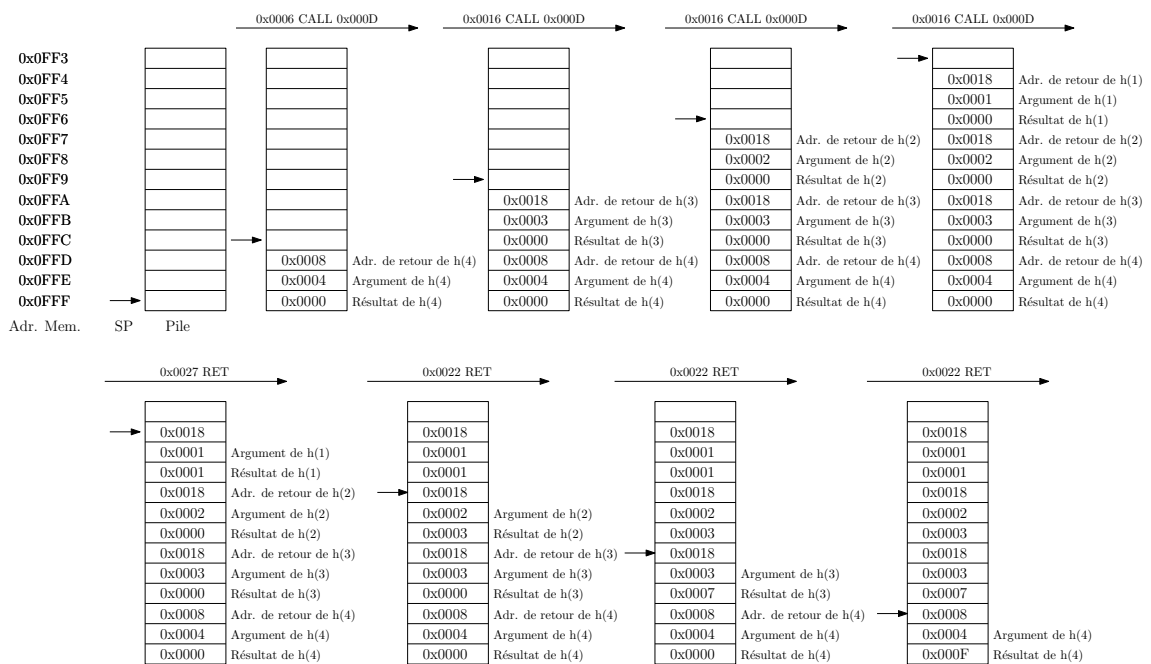 0x0006 CALL 0x000D 0x0016 CALL 0x000D 0x0016 CALL 0x000D 0x0016 CALL 0x000D
0x0FF3
0x0FF4 0x0018 Adr. de retour de h(1)
0x0FF5 0x0001 Argument de h(1)
0x0FF6 0x0000 Résultat de h(1)
0x0FF7 0x0018 Adr. de retour de h(2) 0x0018 Adr. de retour de h(2)
0x0FF8 0x0002 Argument de h(2) 0x0002 Argument de h(2)
0x0FF9 0x0000 Résultat de h(2) 0x0000 Résultat de h(2)
0x0FFA 0x0018 Adr. de retour de h(3) 0x0018 Adr. de retour de h(3) 0x0018 Adr. de retour de h(3)
0x0FFB 0x0003 Argument de h(3) 0x0003 Argument de h(3) 0x0003 Argument de h(3)
0x0FFC 0x0000 Résultat de h(3) 0x0000 Résultat de h(3) 0x0000 Résultat de h(3)
0x0FFD 0x0008 Adr. de retour de h(4) 0x0008 Adr. de retour de h(4) 0x0008 Adr. de retour de h(4) 0x0008 Adr. de retour de h(4)
0x0FFE 0x0004 Argument de h(4) 0x0004 Argument de h(4) 0x0004 Argument de h(4) 0x0004 Argument de h(4)
0x0FFF 0x0000 Résultat de h(4) 0x0000 Résultat de h(4) 0x0000 Résultat de h(4) 0x0000 Résultat de h(4)
Adr. Mem. SP Pile
0x0027 RET 0x0022 RET 0x0022 RET 0x0022 RET
0x0018 0x0018 0x0018 0x0018
0x0001 Argument de h(1) 0x0001 0x0001 0x0001
0x0001 Résultat de h(1) 0x0001 0x0001 0x0001
0x0018 Adr. de retour de h(2) 0x0018 0x0018 0x0018
0x0002 Argument de h(2) 0x0002 Argument de h(2) 0x0002 0x0002
0x0000 Résultat de h(2) 0x0003 Résultat de h(2) 0x0003 0x0003
0x0018 Adr. de retour de h(3) 0x0018 Adr. de retour de h(3) 0x0018 0x0018
0x0003 Argument de h(3) 0x0003 Argument de h(3) 0x0003 Argument de h(3) 0x0003
0x0000 Résultat de h(3) 0x0000 Résultat de h(3) 0x0007 Résultat de h(3) 0x0007
0x0008 Adr. de retour de h(4) 0x0008 Adr. de retour de h(4) 0x0008 Adr. de retour de h(4) 0x0008
0x0004 Argument de h(4) 0x0004 Argument de h(4) 0x0004 Argument de h(4) 0x0004 Argument de h(4)
0x0000 Résultat de h(4) 0x0000 Résultat de h(4) 0x0000 Résultat de h(4) 0x000F Résultat de h(4)